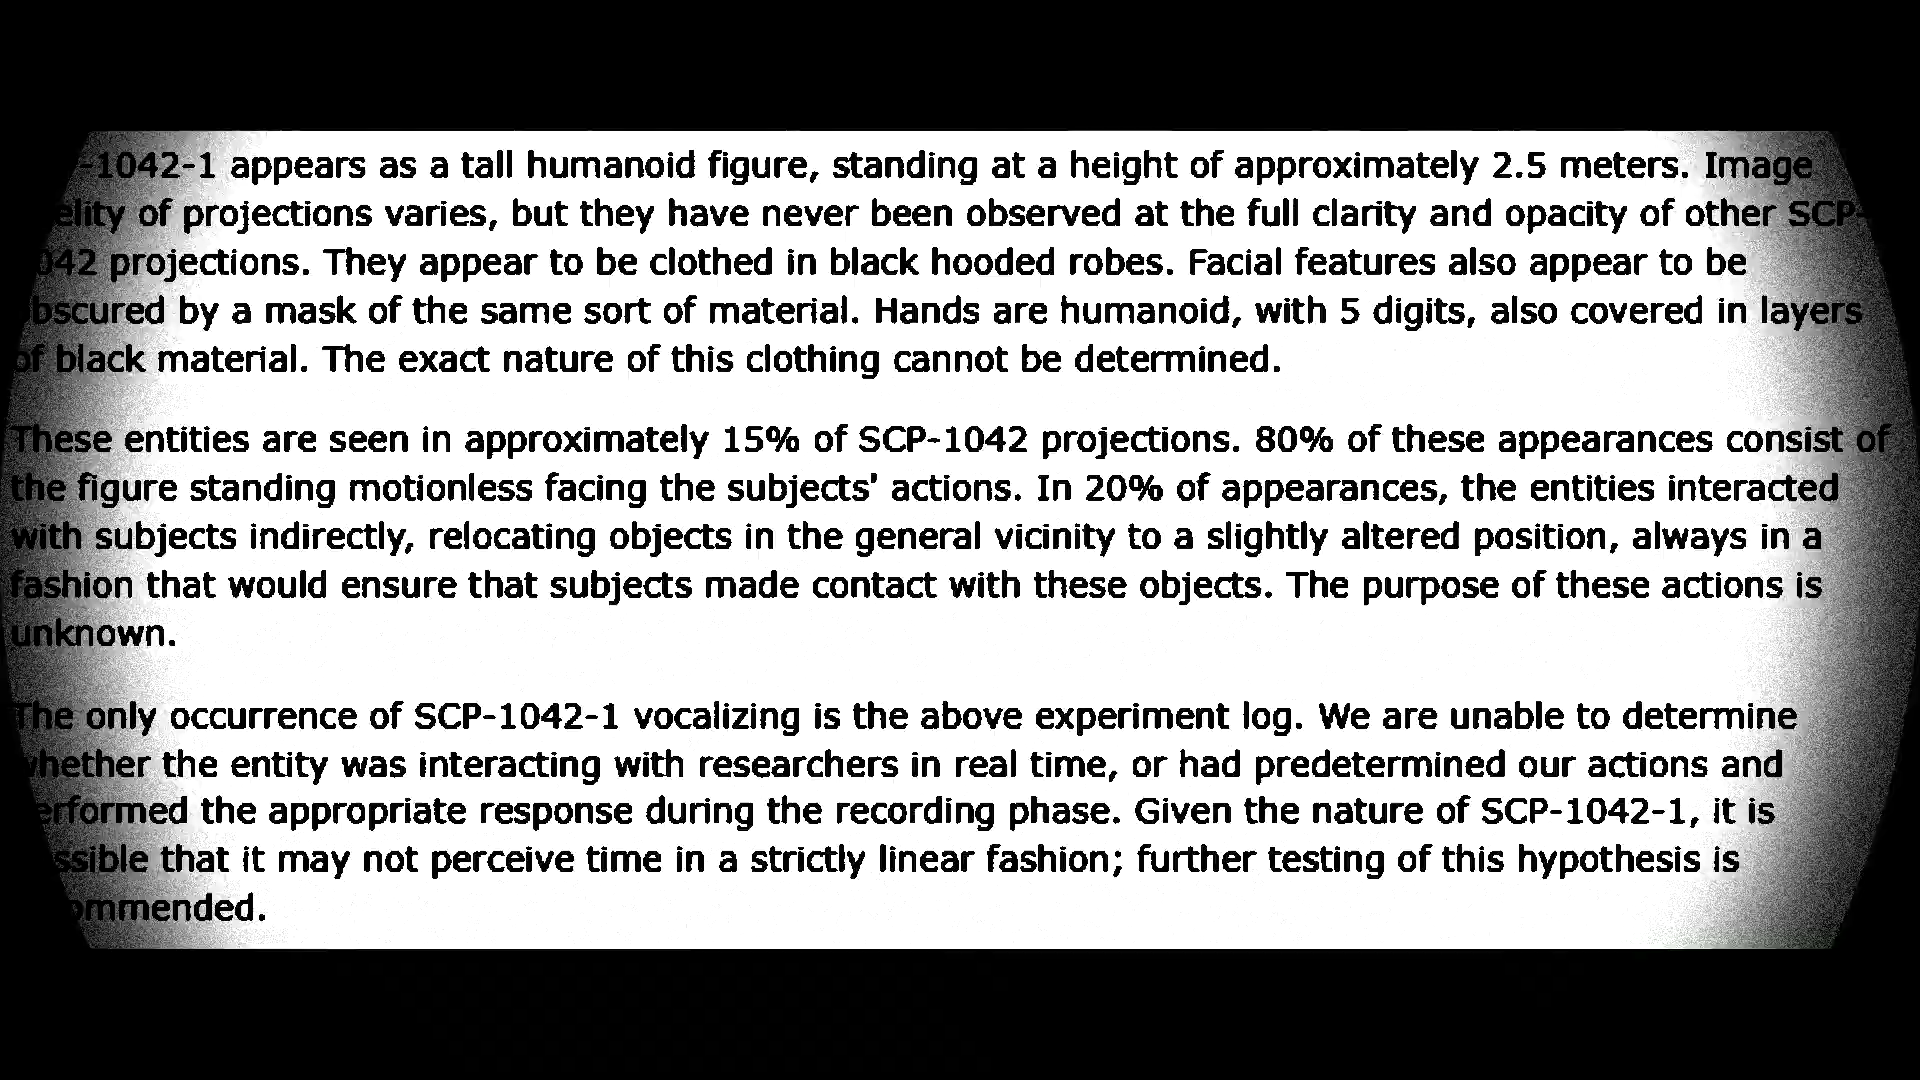 -1042-1 appears as a tall humanoid figure, standing at a height of approximately 2.5 meters. Image
elity of projections varies, but they have never been observed at the full clarity and opacity of other SCP-
042 projections. They appear to be clothed in black hooded robes. Facial features also appear to be
obscured by a mask of the same sort of material. Hands are humanoid, with 5 digits, also covered in layers
of black material. The exact nature of this clothing cannot be determined.
These entities are seen in approximately 15% of SCP-1042 projections. 80% of these appearances consist of
the figure standing motionless facing the subjects' actions. In 20% of appearances, the entities interacted
with subjects indirectly, relocating objects in the general vicinity to a slightly altered position, always in a
fashion that would ensure that subjects made contact with these objects. The purpose of these actions is
unknown.
The only occurrence of SCP-1042-1 vocalizing is the above experiment log. We are unable to determine
whether the entity was interacting with researchers in real time, or had predetermined our actions and
erformed the appropriate response during the recording phase. Given the nature of SCP-1042-1, it is
ssible that it may not perceive time in a strictly linear fashion; further testing of this hypothesis is
ommended.